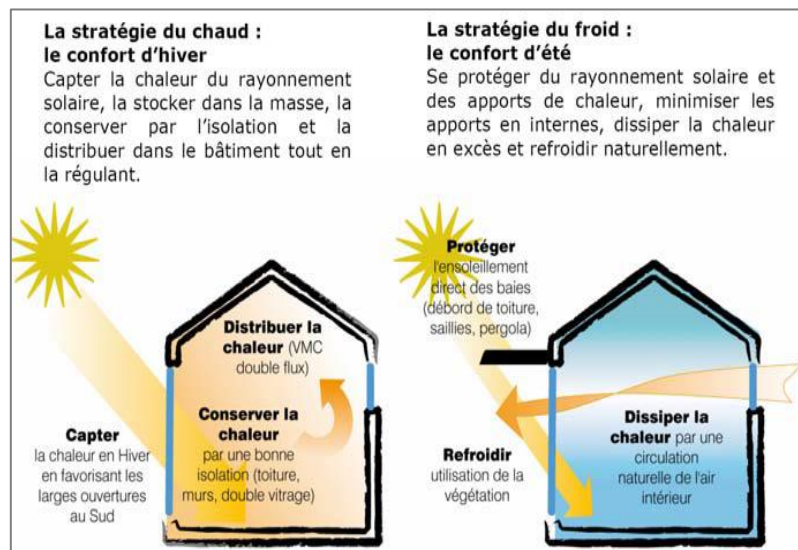 La stratégie du chaud :
le confort d'hiver
Capter la chaleur du rayonnement
solaire, la stocker dans la masse, la
conserver par l'isolation et la
distribuer dans le bâtiment tout en
la régulant.
La stratégie du froid :
le confort d'été
Se protéger du rayonnement solaire et
des apports de chaleur, minimiser les
apports en internes, dissiper la chaleur
en excès et refroidir naturellement.
Distribuer la
chaleur (VMC
double flux)
Conserver la
chaleur
par une bonne
isolation (toiture,
murs, double vitrage)
Capter
la chaleur en Hiver
en favorisant les
larges ouvertures
au Sud
Protéger
l'ensoleillement
direct des baies
(débord de toiture,
saillies, pergola)
Refroidir
utilisation de la
végétation
Dissiper la
chaleur par une
circulation
naturelle de l'air
intérieur